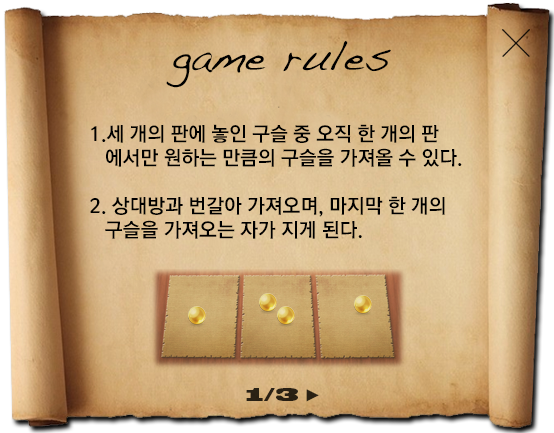 game rules
1.세 개의 판에 놓인 구슬 중 오직 한 개의 판
에서만 원하는 만큼의 구슬을 가져올 수 있다.
2. 상대방과 번갈아 가져오며, 마지막 한 개의
구슬을 가져오는 자가 지게 된다.
1/3